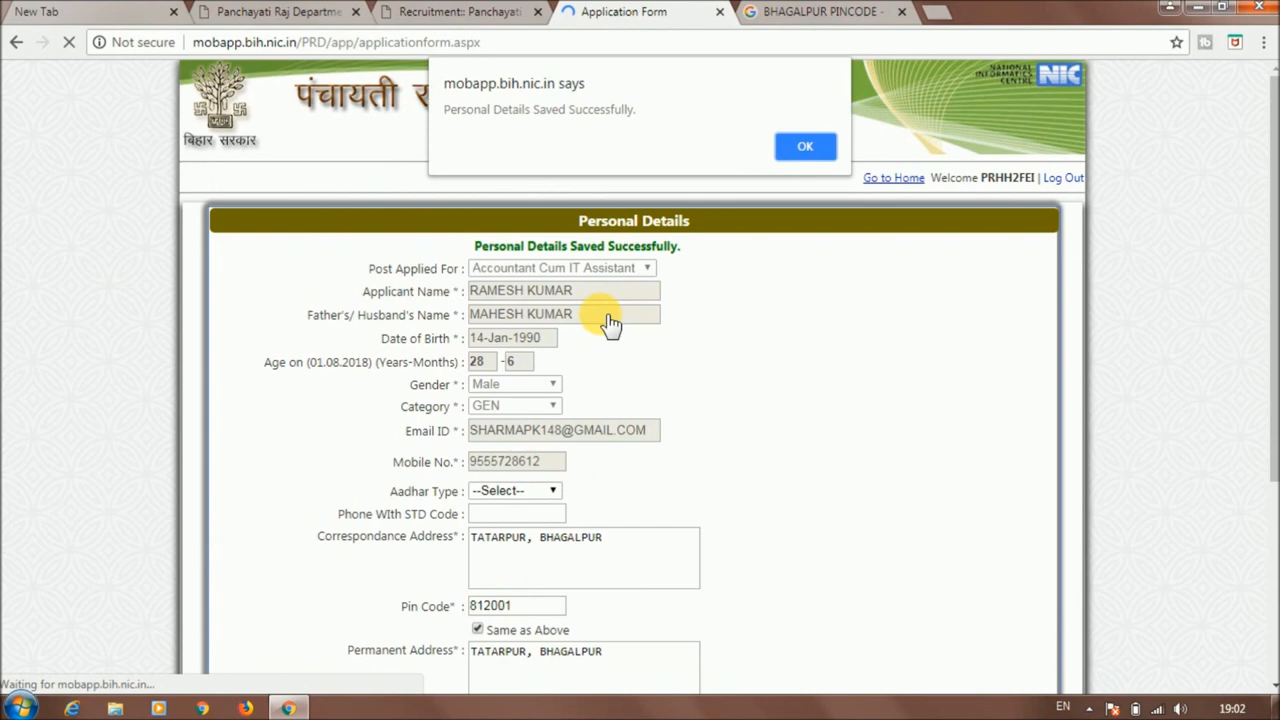 New Tab
Panchayati Raj Departme
Recruitment:: Panchayati
Application Form
BHAGALPUR PINCODE -
Not secure
mobapp.bih.nic.in/PRD/app/applicationform.aspx
पंचायती र
बिहार सरकार
NATIONAL
INFORMATICS
CENTRE
NIC
mobapp.bih.nic.in says
Personal Details Saved Successfully.
OK
Go to Home Welcome PRHH2FEI | Log Out
Personal Details
Personal Details Saved Successfully.
Post Applied For : Accountant Cum IT Assistant
Applicant Name * : RAMESH KUMAR
Father's/ Husband's Name * : MAHESH KUMAR
Date of Birth * : 14-Jan-1990
Age on (01.08.2018) (Years-Months) : 28 - 6
Gender * : Male
Category * : GEN
Email ID * : SHARMAPK148@GMAIL.COM
Mobile No.* : 9555728612
Aadhar Type : --Select--
Phone WIth STD Code :
Correspondance Address* : TATARPUR, BHAGALPUR
Pin Code* : 812001
Same as Above
Permanent Address* : TATARPUR, BHAGALPUR
Waiting for mobapp.bih.nic.in...
EN
19:02